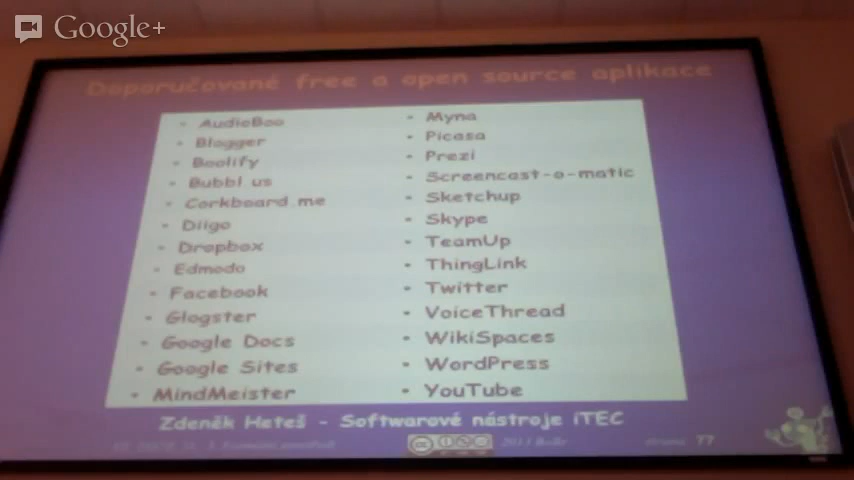 Google+
Doporučované free a open source aplikace
• AudioBoo
• Blogger
• Boolify
• Bubbl.us
• Corkboard.me
• Diigo
• Dropbox
• Edmodo
• Facebook
• Glogster
• Google Docs
• Google Sites
• MindMeister
• Myna
• Picasa
• Prezi
• Screencast-o-matic
• Sketchup
• Skype
• TeamUp
• ThingLink
• Twitter
• VoiceThread
• WikiSpaces
• WordPress
• YouTube
Zdeněk Heteš - Softwarové nástroje iTEC
strana 77